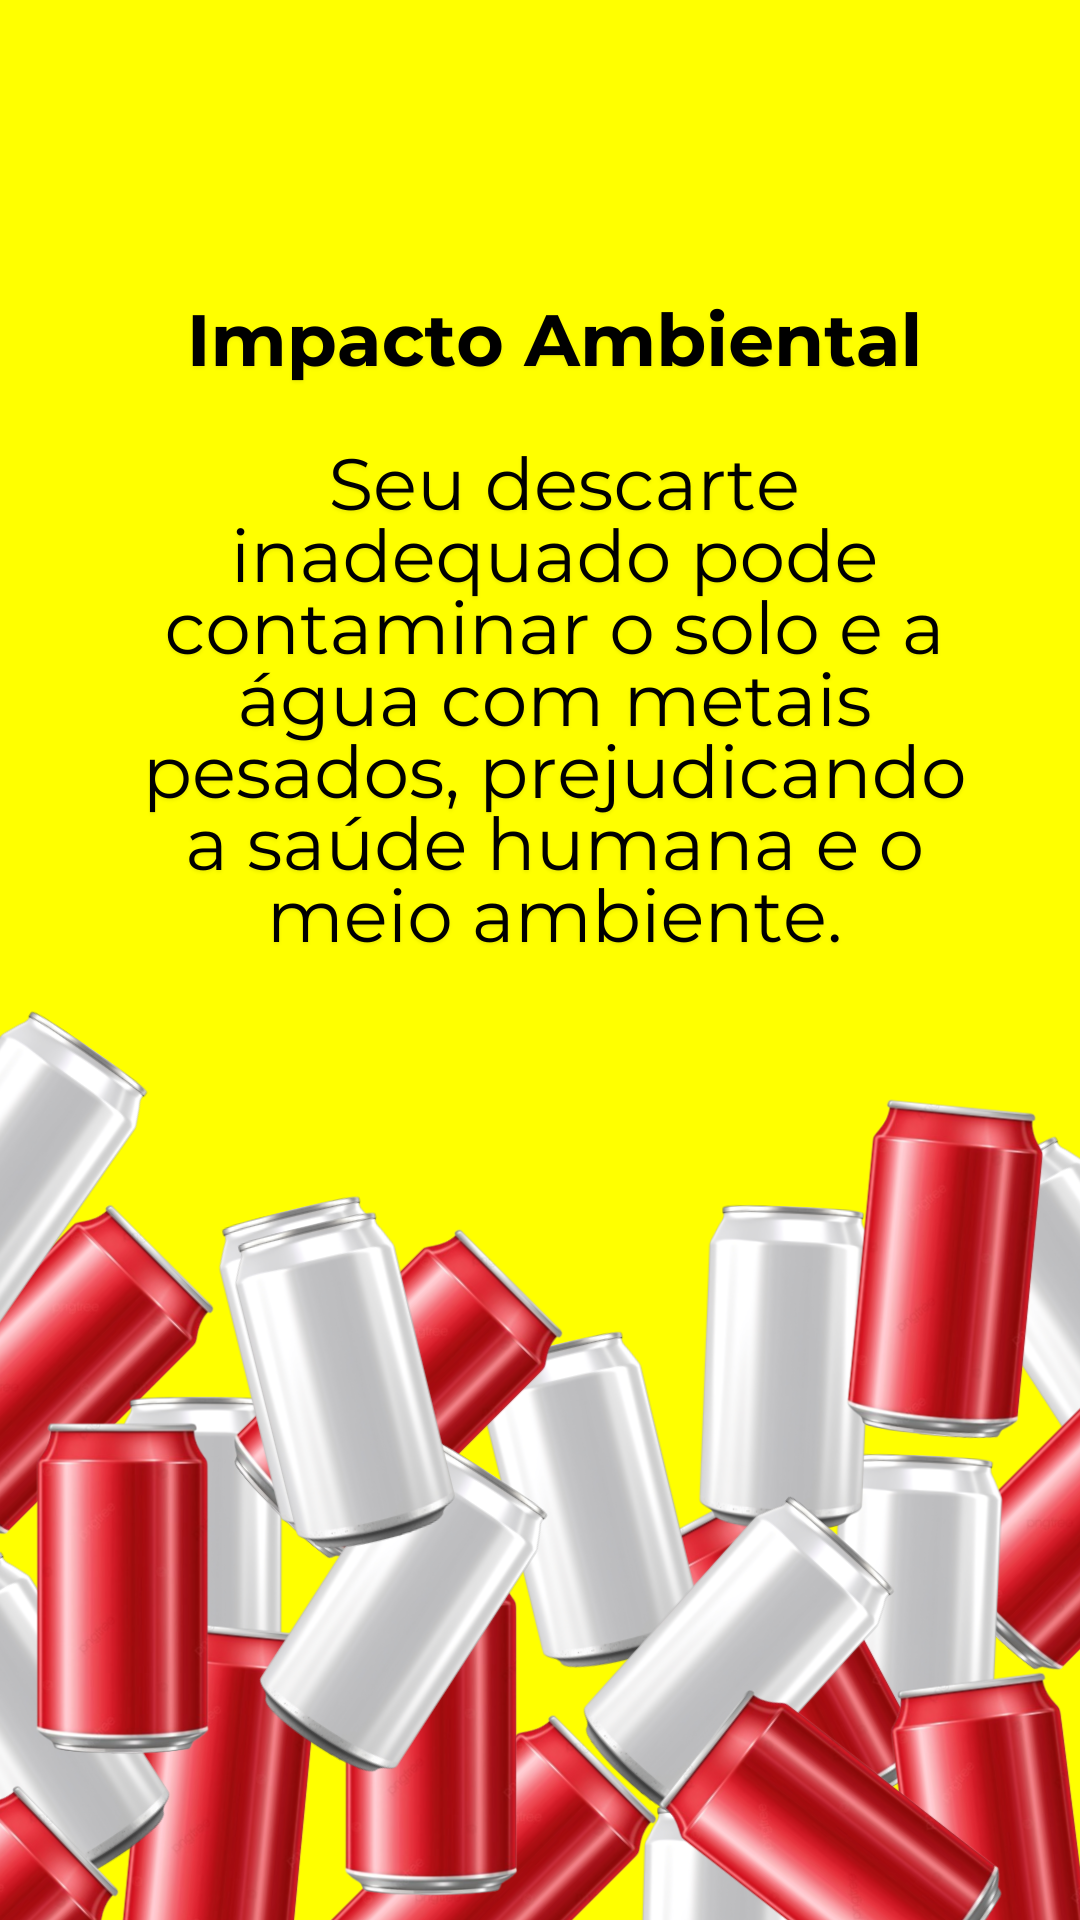 Impacto Ambiental
Seu descarte
inadequado pode
contaminar o solo e a
água com metais
pesados, prejudicando
a saúde humana e o
meio ambiente.